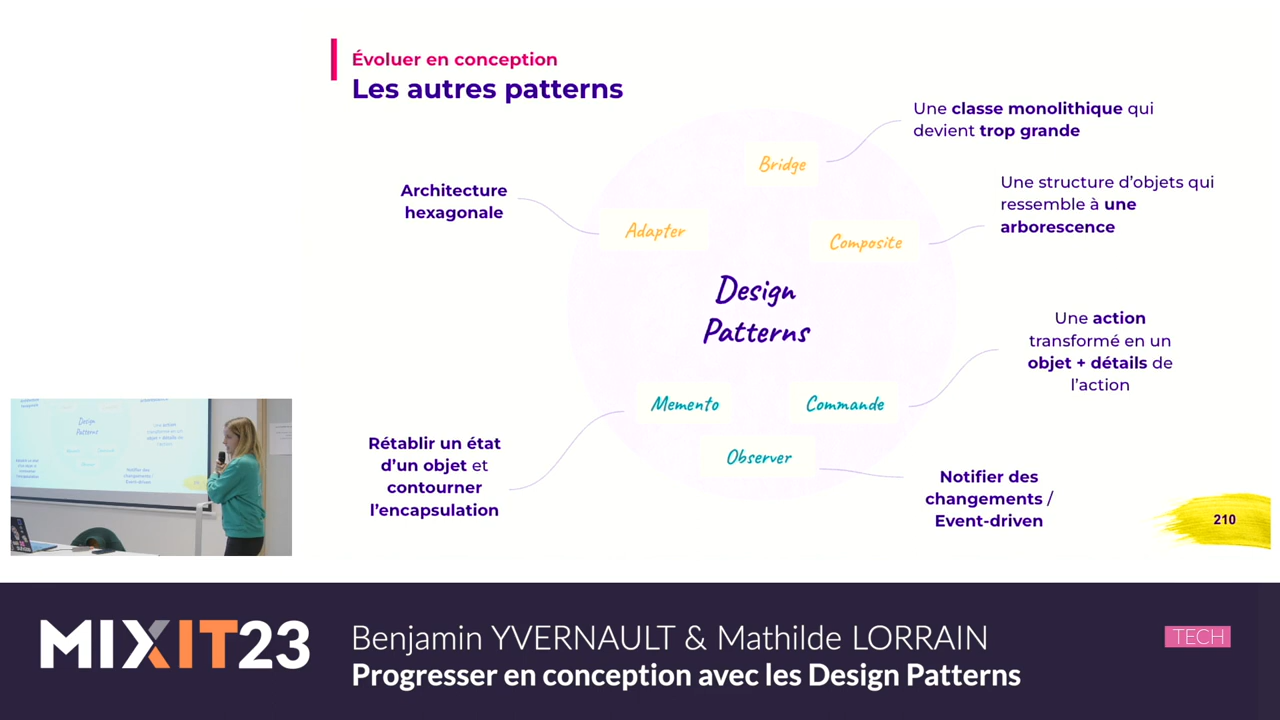 Évoluer en conception
Les autres patterns
Une classe monolithique qui
devient trop grande
Bridge
Architecture
hexagonale
Adapter
Une structure d'objets qui
ressemble à une
arborescence
Composite
Design
Patterns
Une action
transformé en un
objet + détails de
l'action
Memento
Commande
Observer
Rétablir un état
d'un objet et
contourner
l'encapsulation
Notifier des
changements /
Event-driven
210
Design
Patterns
MIXIT23
Benjamin YVERNAULT & Mathilde LORRAIN
TECH
Progresser en conception avec les Design Patterns